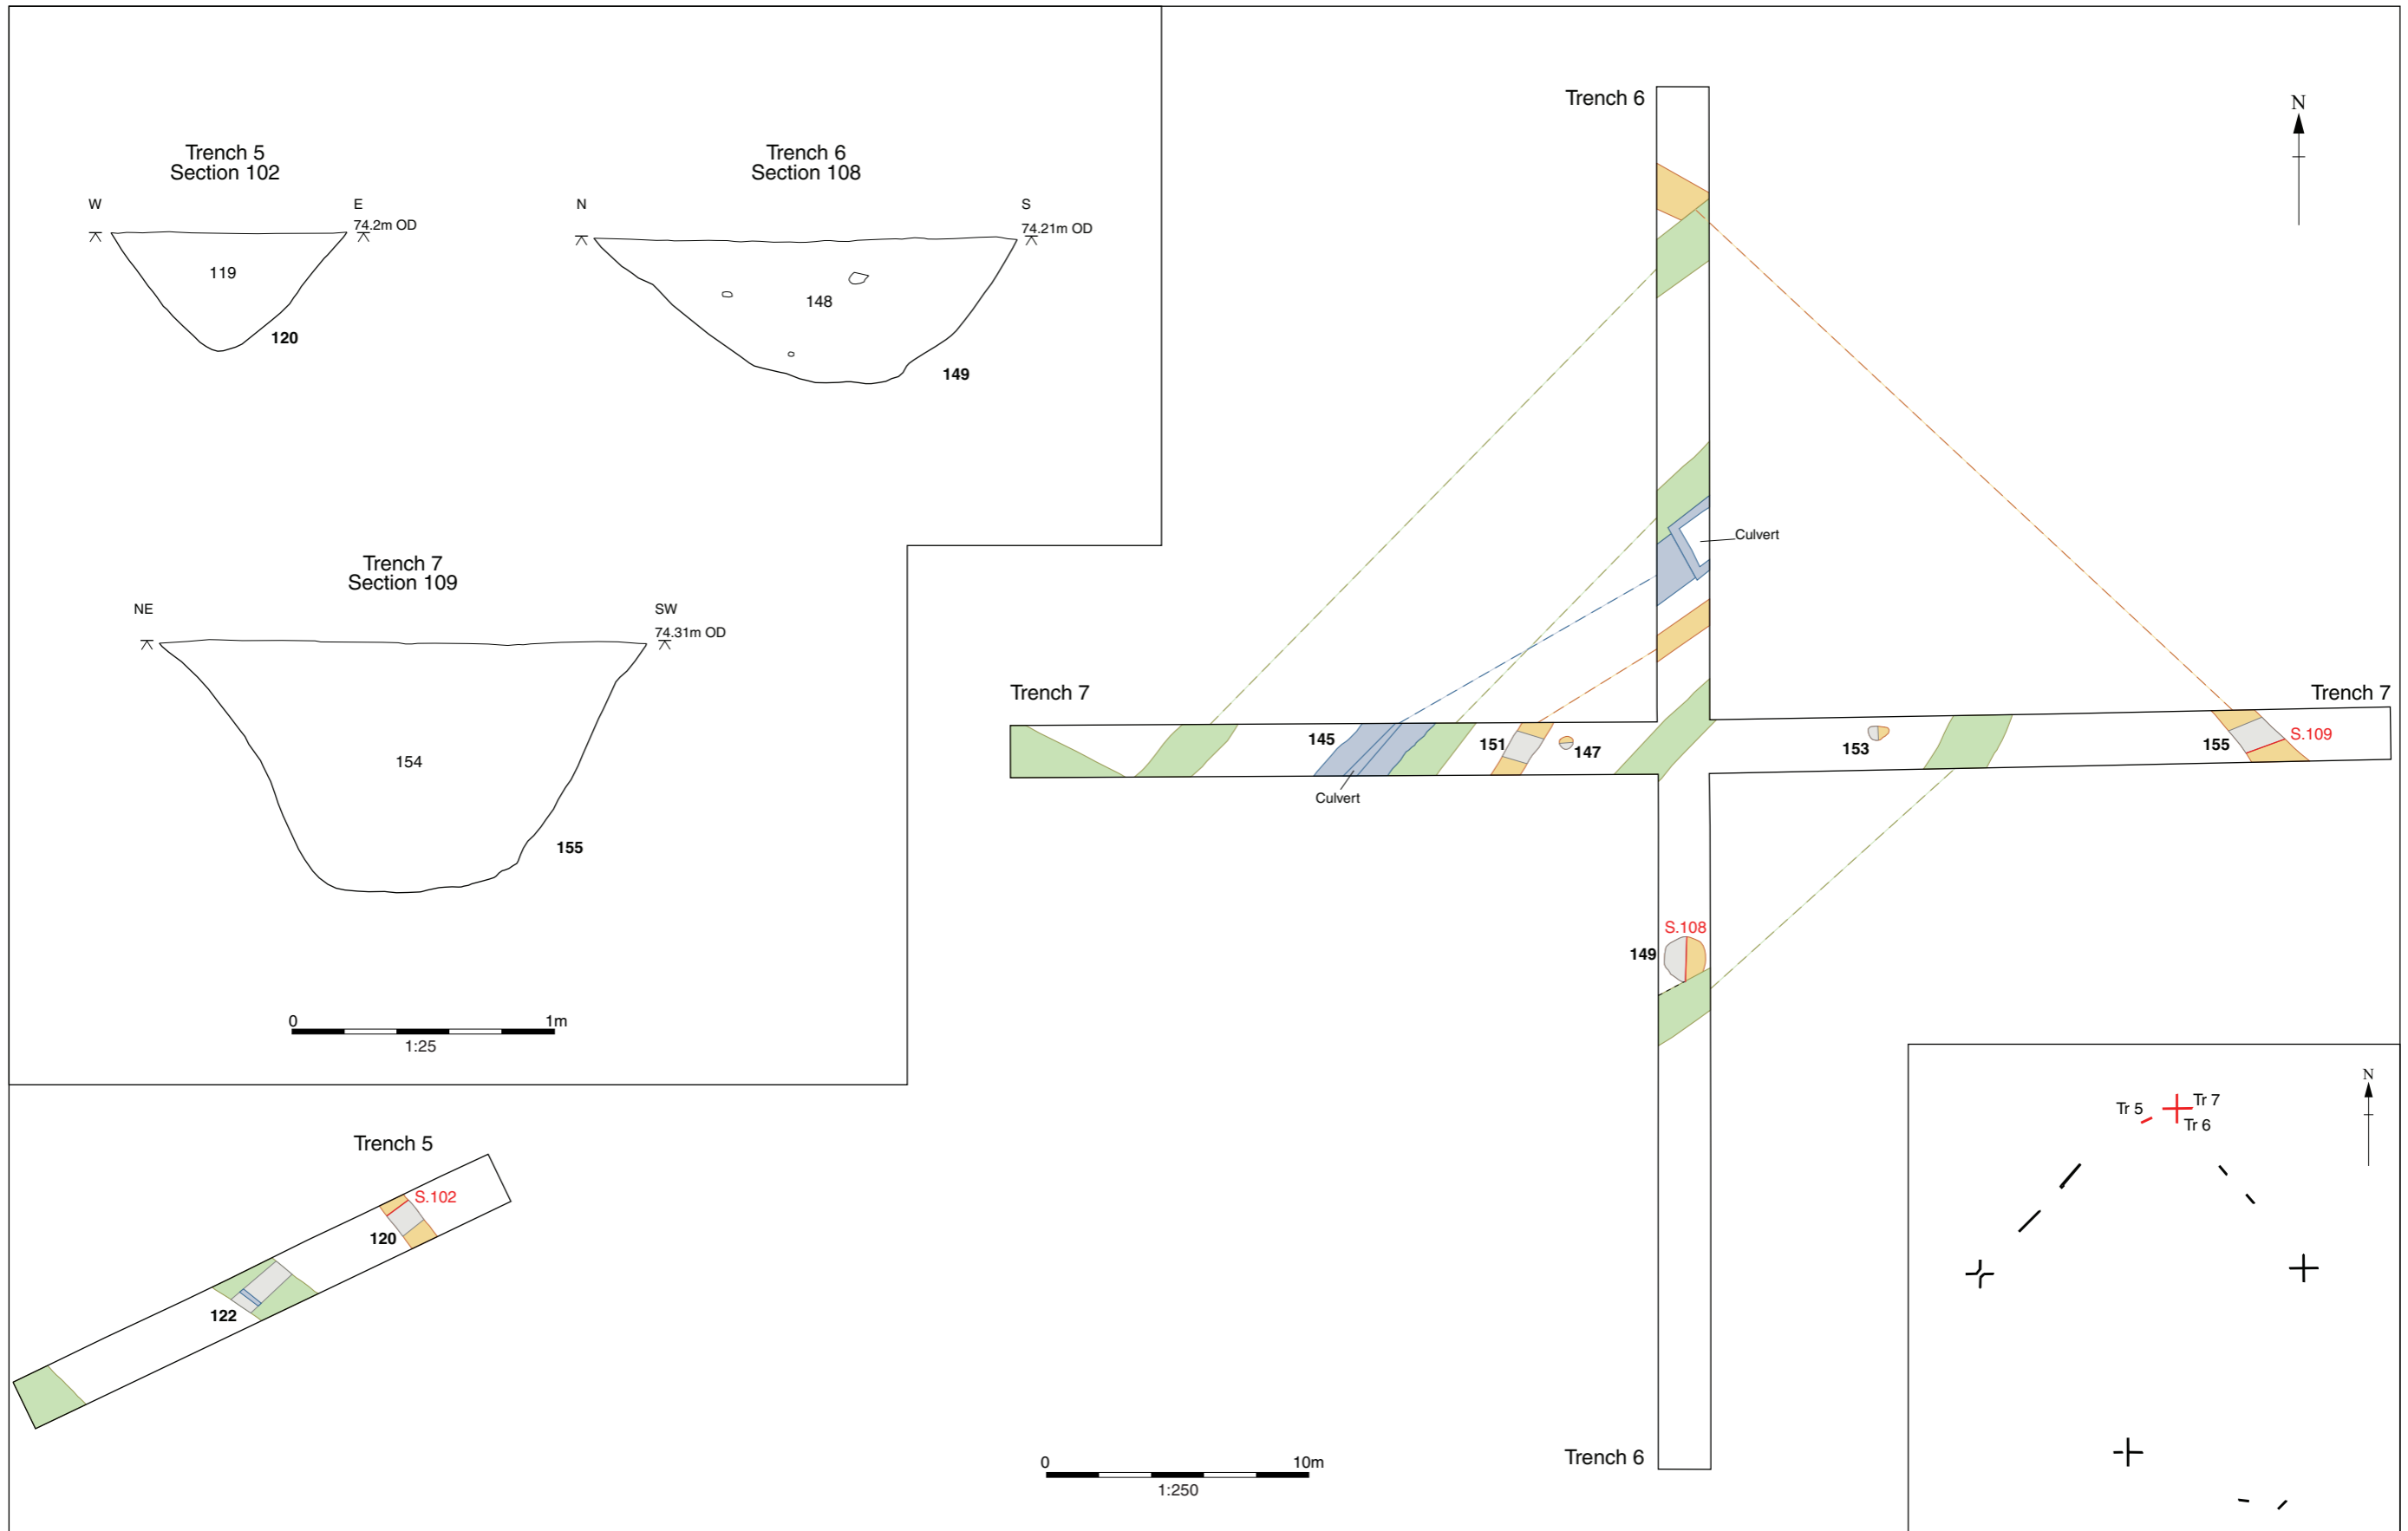 Trench 5
Section 102
W
E
74.2m OD
119
120
Trench 6
Section 108
N
S
74.21m OD
148
149
Trench 7
Section 109
NE
SW
74.31m OD
154
155
0
1m
1:25
Trench 6
N
Culvert
Trench 7
Trench 7
145
151
147
153
155
S.109
Culvert
S.108
149
Trench 5
S.102
120
122
Trench 6
0
10m
1:250
N
Tr 5
Tr 7
Tr 6